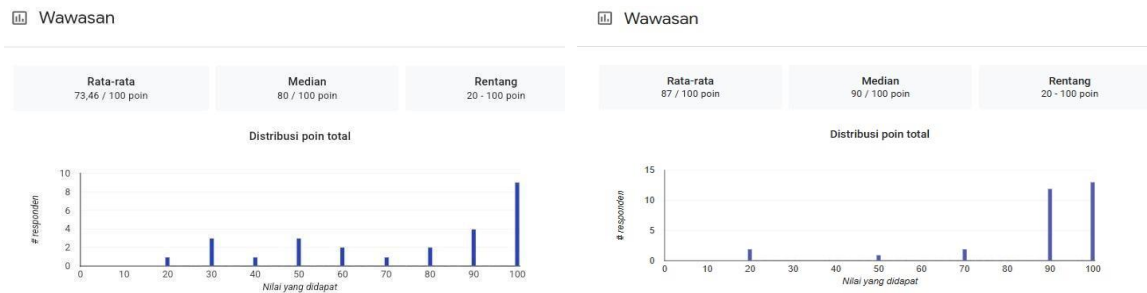 Wawasan
Rata-rata
73,46 / 100 poin
Median
80 / 100 poin
Rentang
20 - 100 poin
Distribusi poin total
# responden
10
8
6
4
2
0
0 10 20 30 40 50 60 70 80 90 100
Nilai yang didapat
Wawasan
Rata-rata
87 / 100 poin
Median
90 / 100 poin
Rentang
20 - 100 poin
Distribusi poin total
# responden
15
10
5
0
0 10 20 30 40 50 60 70 80 90 100
Nilai yang didapat